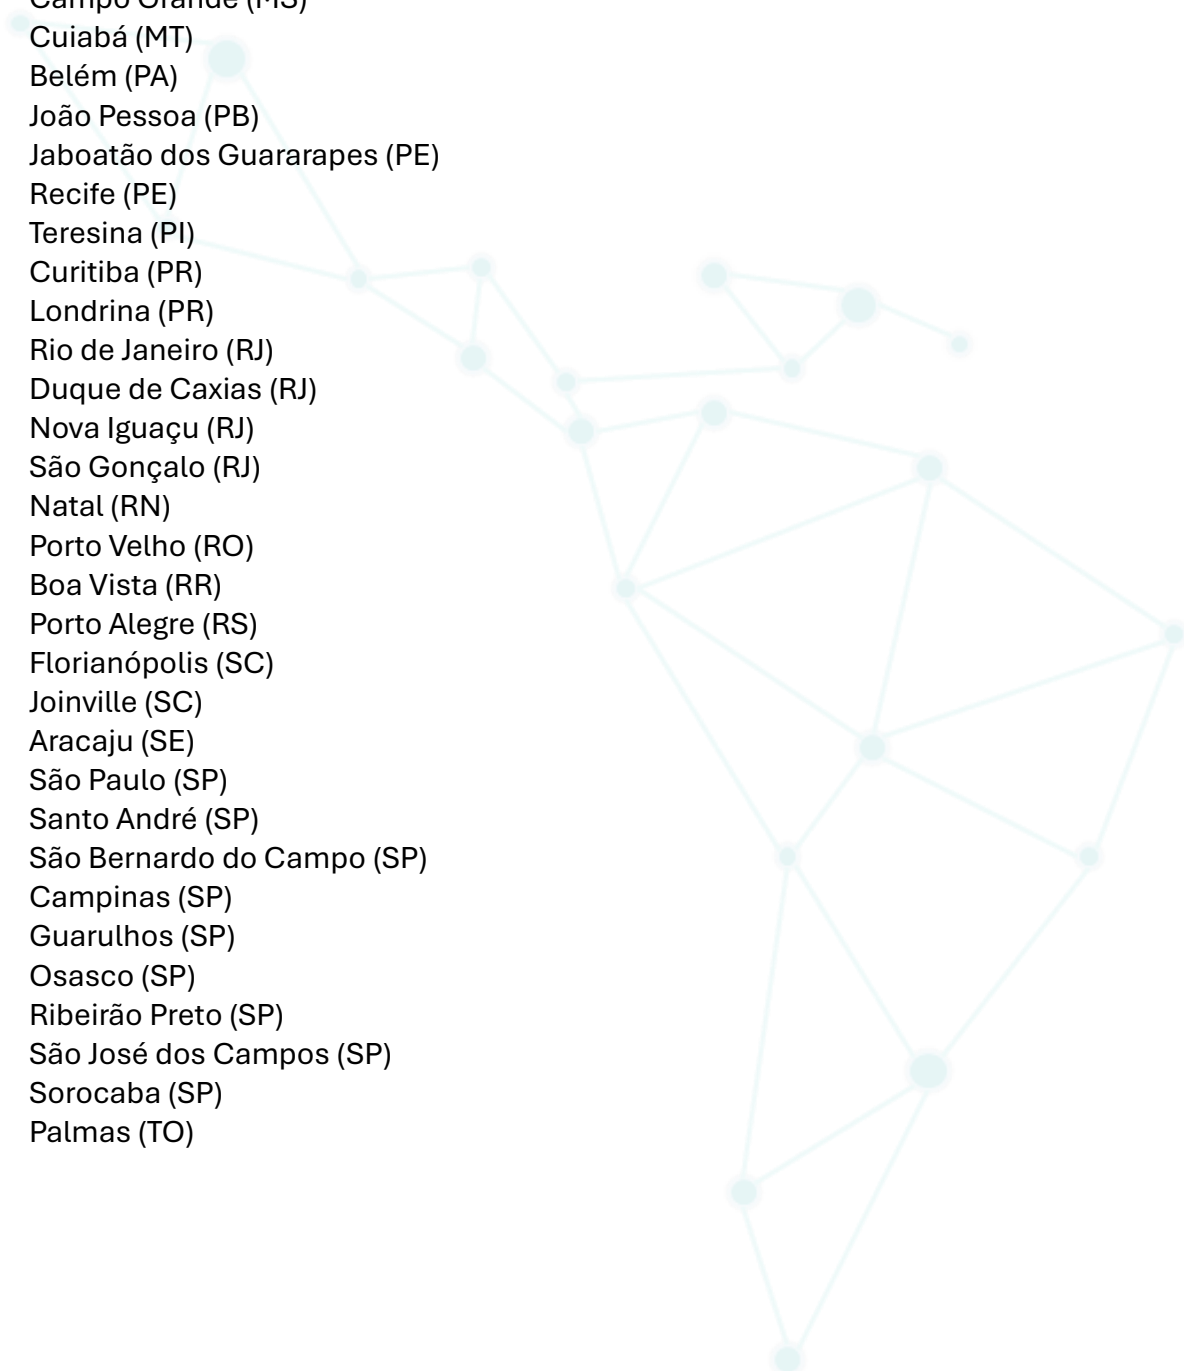 Campo Grande (MS)
Cuiabá (MT)
Belém (PA)
João Pessoa (PB)
Jaboatão dos Guararapes (PE)
Recife (PE)
Teresina (PI)
Curitiba (PR)
Londrina (PR)
Rio de Janeiro (RJ)
Duque de Caxias (RJ)
Nova Iguaçu (RJ)
São Gonçalo (RJ)
Natal (RN)
Porto Velho (RO)
Boa Vista (RR)
Porto Alegre (RS)
Florianópolis (SC)
Joinville (SC)
Aracaju (SE)
São Paulo (SP)
Santo André (SP)
São Bernardo do Campo (SP)
Campinas (SP)
Guarulhos (SP)
Osasco (SP)
Ribeirão Preto (SP)
São José dos Campos (SP)
Sorocaba (SP)
Palmas (TO)